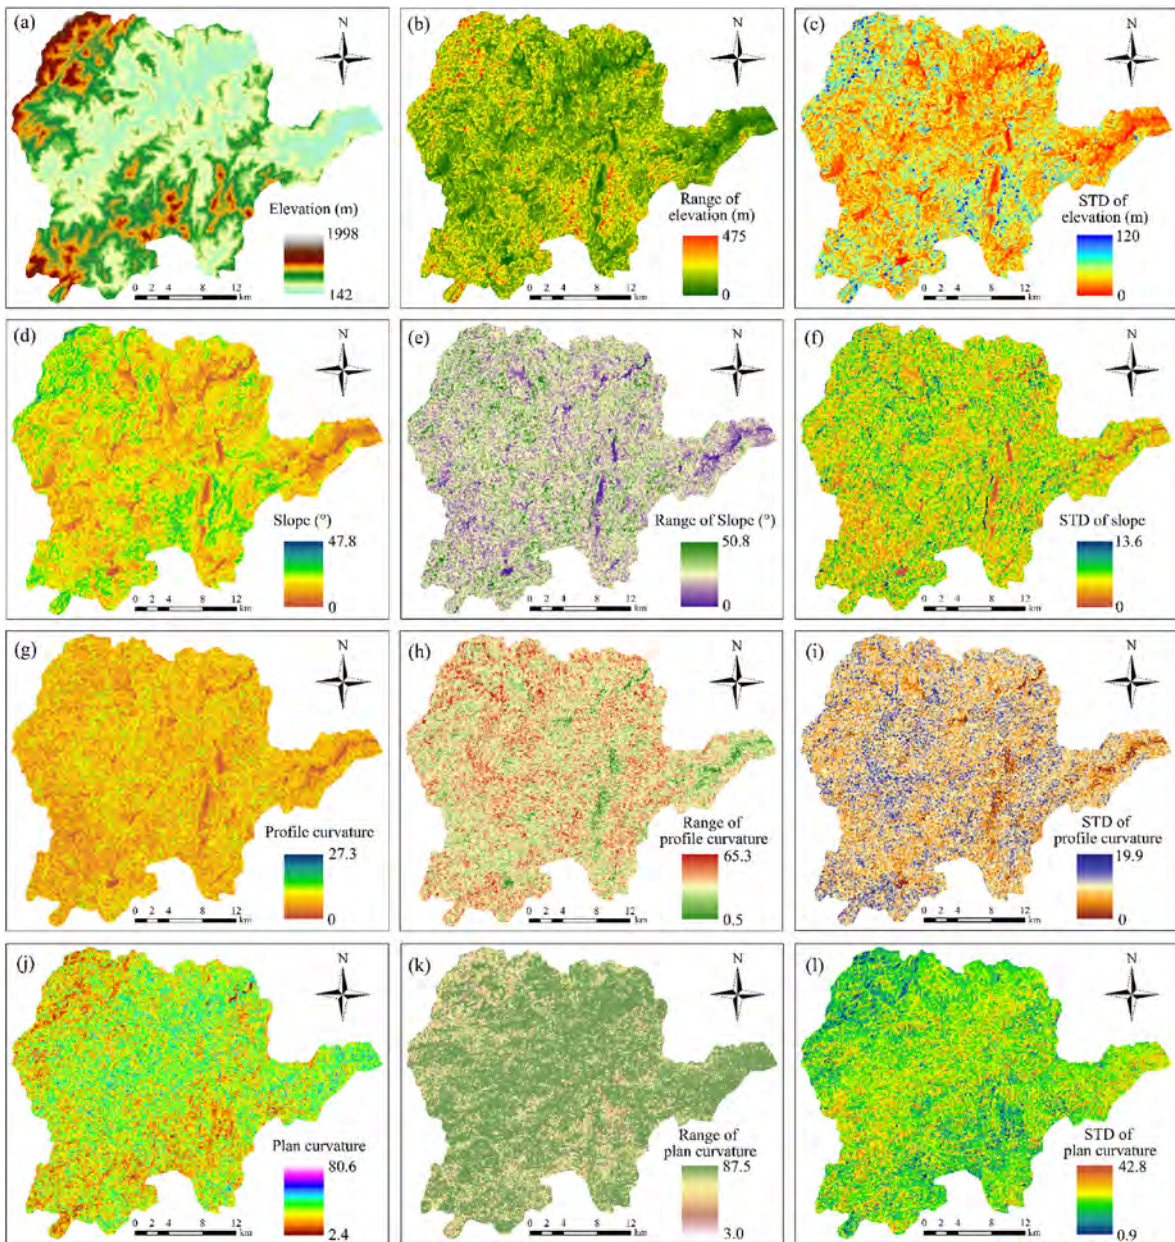 (a)
N
Elevation (m)
1998
142
0 2 4 8 12
km
(b)
N
Range of
elevation (m)
475
0
0 2 4 8 12
km
(c)
N
STD of
elevation (m)
120
0
0 2 4 8 12
km
(d)
N
Slope (°)
47.8
0
0 2 4 8 12
km
(e)
N
Range of Slope (°)
50.8
0
0 2 4 8 12
km
(f)
N
STD of slope
13.6
0
0 2 4 8 12
km
(g)
N
Profile curvature
27.3
0
0 2 4 8 12
km
(h)
N
Range of
profile curvature
65.3
0.5
0 2 4 8 12
km
(i)
N
STD of
profile curvature
19.9
0
0 2 4 8 12
km
(j)
N
Plan curvature
80.6
2.4
0 2 4 8 12
km
(k)
N
Range of
plan curvature
87.5
3.0
0 2 4 8 12
km
(l)
N
STD of
plan curvature
42.8
0.9
0 2 4 8 12
km